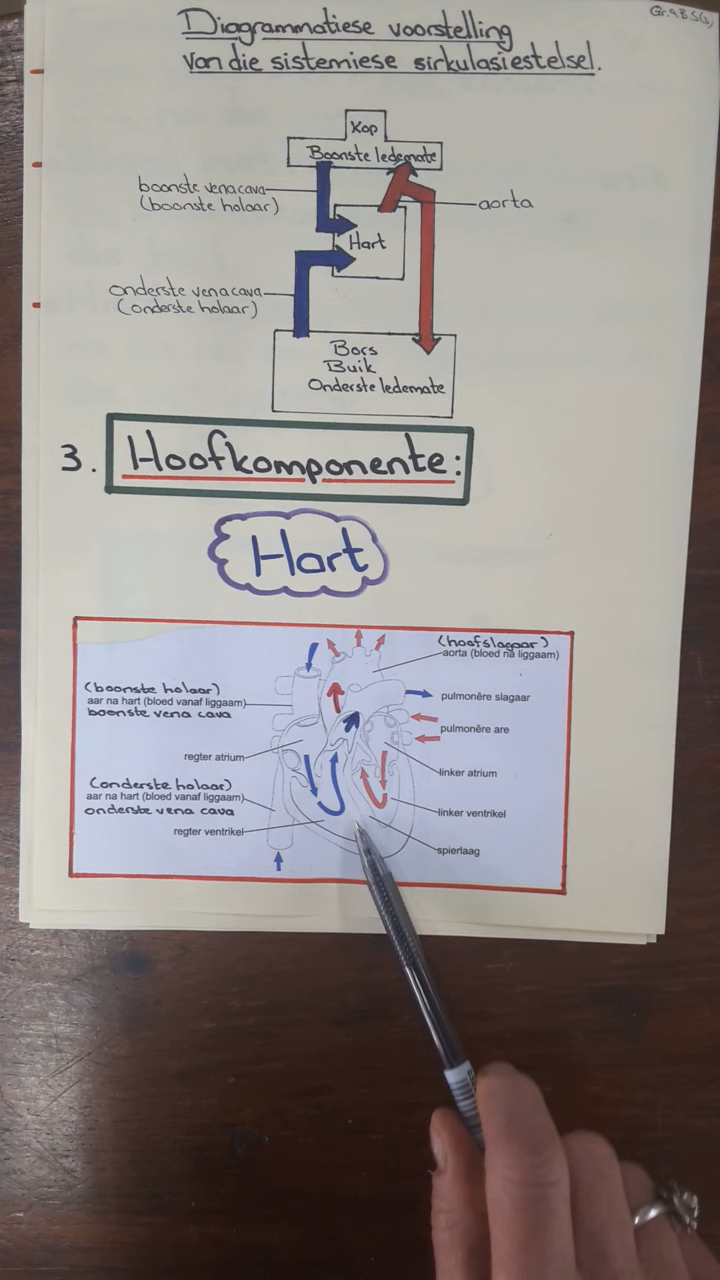 Gr.9.B.S(2)
Diagrammatiese voorstelling
van die sistemiese sirkulasiestelsel.
Kop
Boonste ledemate
boonste vena cava
(boonste holaar)
aorta
Hart
onderste vena cava
(onderste holaar)
Bors
Buik
Onderste ledemate
3. Hoofkomponente:
Hart
(hoofslagaar)
aorta (bloed na liggaam)
(boonste holaar)
aar na hart (bloed vanaf liggaam)
boonste vena cava
pulmonêre slagaar
pulmonêre are
regter atrium
linker atrium
(onderste holaar)
aar na hart (bloed vanaf liggaam)
onderste vena cava
linker ventrikel
regter ventrikel
spierlaag